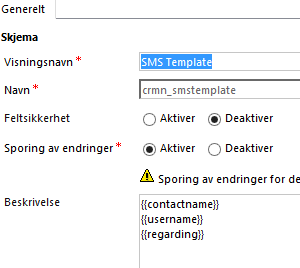 Generelt
Skjema
Visningsnavn * SMS Template
Navn * crmn_smstemplate
Feltsikkerhet Aktiver Deaktiver
Sporing av endringer * Aktiver Deaktiver
Sporing av endringer for de
Beskrivelse {{contactname}}
{{username}}
{{regarding}}